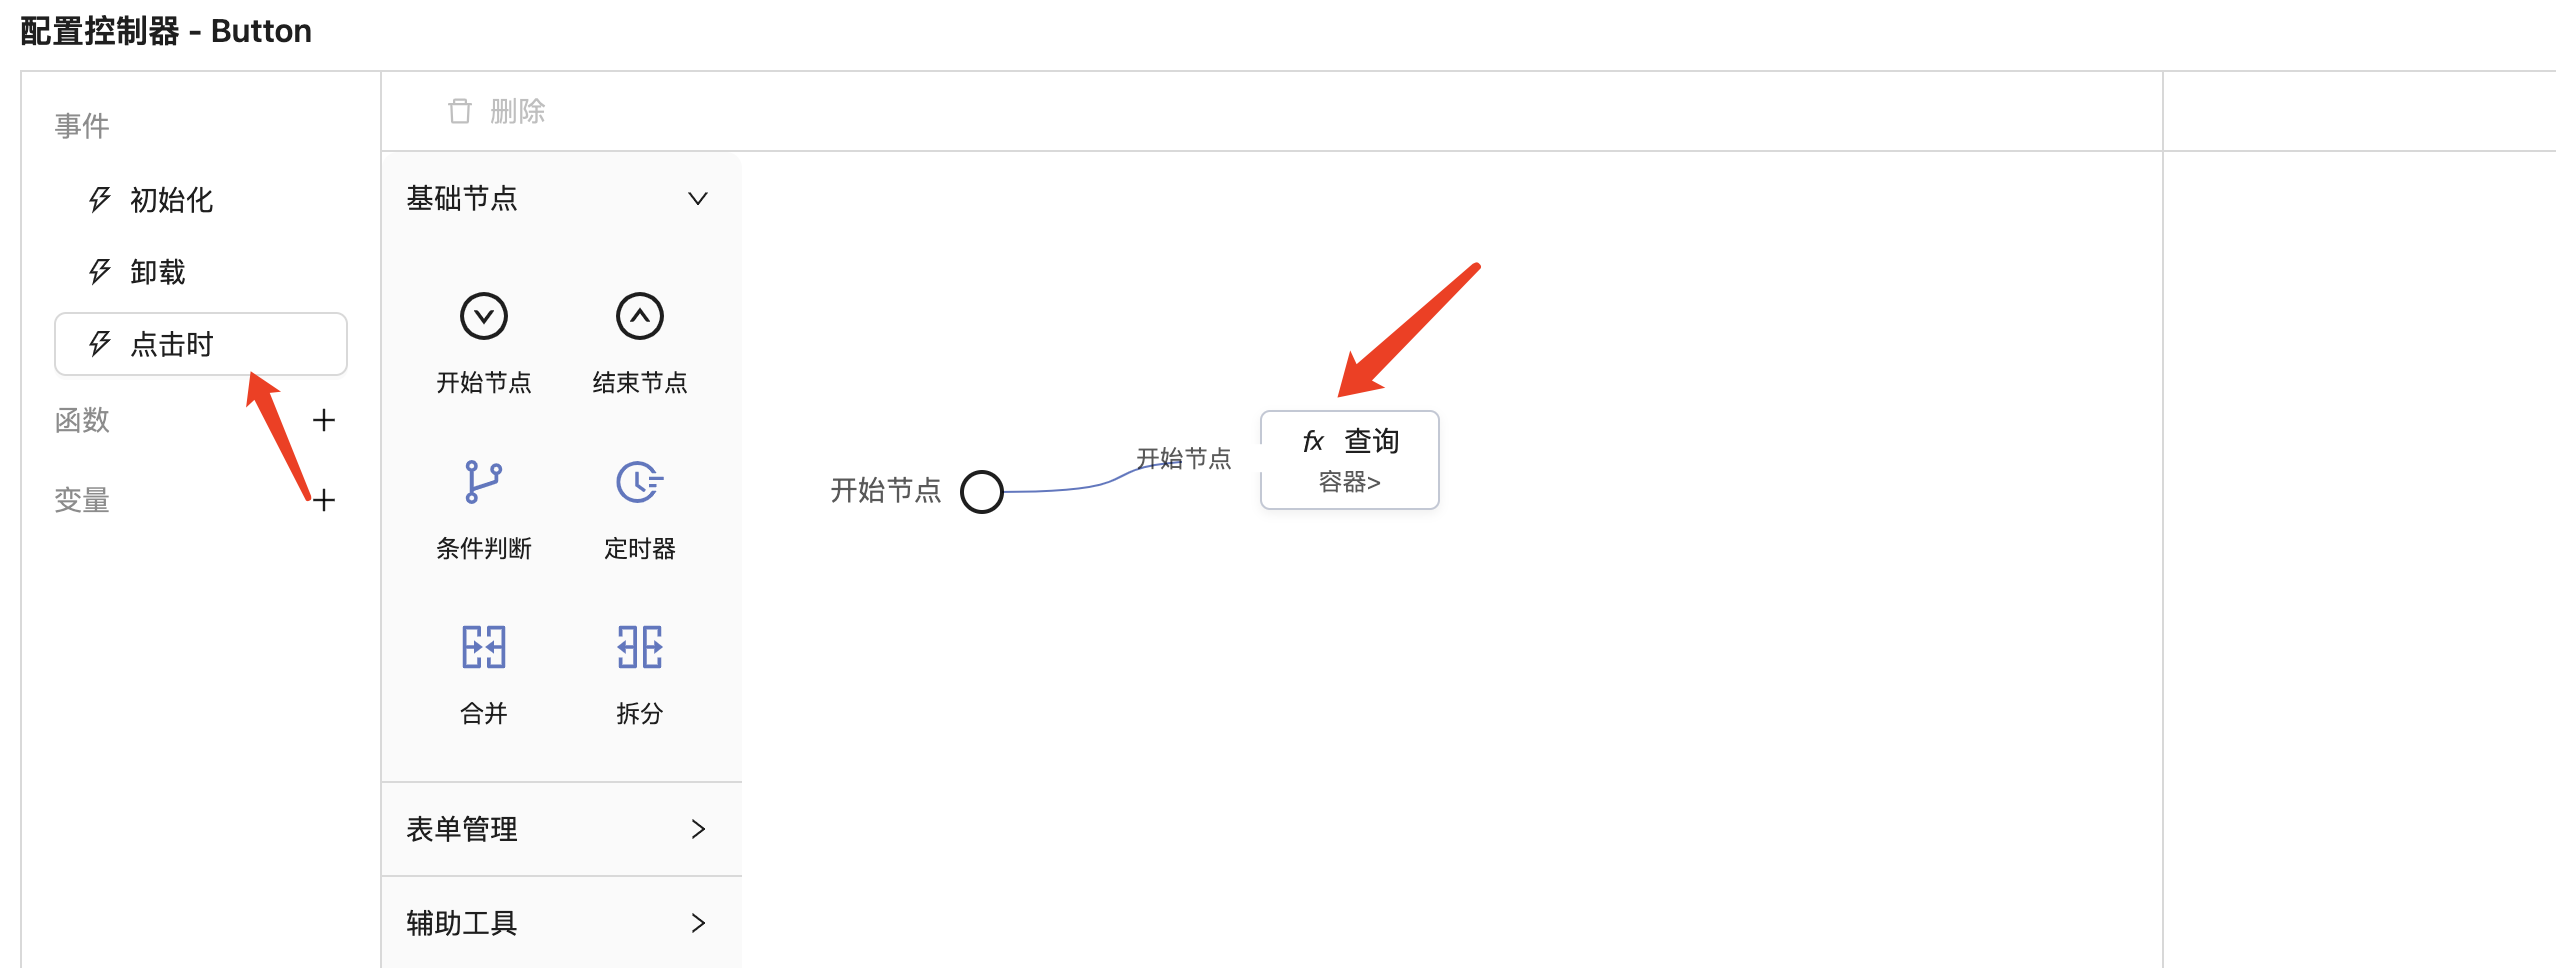 配置控制器 - Button
事件
初始化
卸载
点击时
函数
变量
删除
基础节点
开始节点
结束节点
条件判断
定时器
合并
拆分
表单管理
辅助工具
开始节点
开始节点
fx 查询
容器>